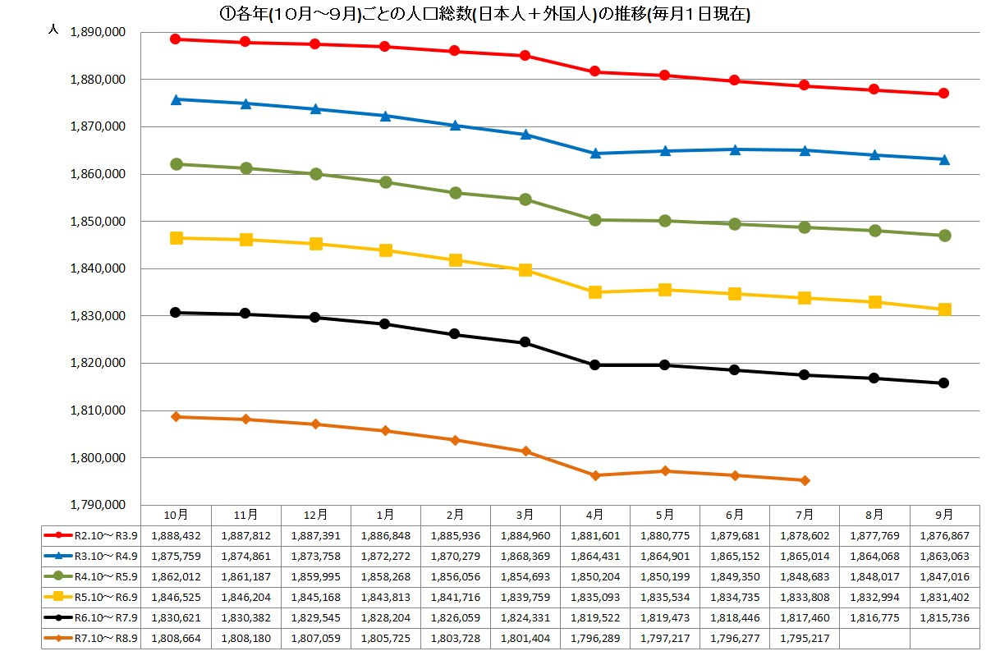 ①各年(10月～9月)ごとの人口総数(日本人＋外国人)の推移(毎月1日現在)
人
1,890,000
1,880,000
1,870,000
1,860,000
1,850,000
1,840,000
1,830,000
1,820,000
1,810,000
1,800,000
1,790,000
10月 11月 12月 1月 2月 3月 4月 5月 6月 7月 8月 9月
R2.10～R3.9 1,888,432 1,887,812 1,887,391 1,886,848 1,885,936 1,884,960 1,881,601 1,880,775 1,879,681 1,878,602 1,877,769 1,876,867
R3.10～R4.9 1,875,759 1,874,861 1,873,758 1,872,272 1,870,279 1,868,369 1,864,431 1,864,901 1,865,152 1,865,014 1,864,068 1,863,063
R4.10～R5.9 1,862,012 1,861,187 1,859,995 1,858,268 1,856,056 1,854,693 1,850,204 1,850,199 1,849,350 1,848,683 1,848,017 1,847,016
R5.10～R6.9 1,846,525 1,846,204 1,845,168 1,843,813 1,841,716 1,839,759 1,835,093 1,835,534 1,834,735 1,833,808 1,832,994 1,831,402
R6.10～R7.9 1,830,621 1,830,382 1,829,545 1,828,204 1,826,059 1,824,331 1,819,522 1,819,473 1,818,446 1,817,460 1,816,775 1,815,736
R7.10～R8.9 1,808,664 1,808,180 1,807,059 1,805,725 1,803,728 1,801,404 1,796,289 1,797,217 1,796,277 1,795,217